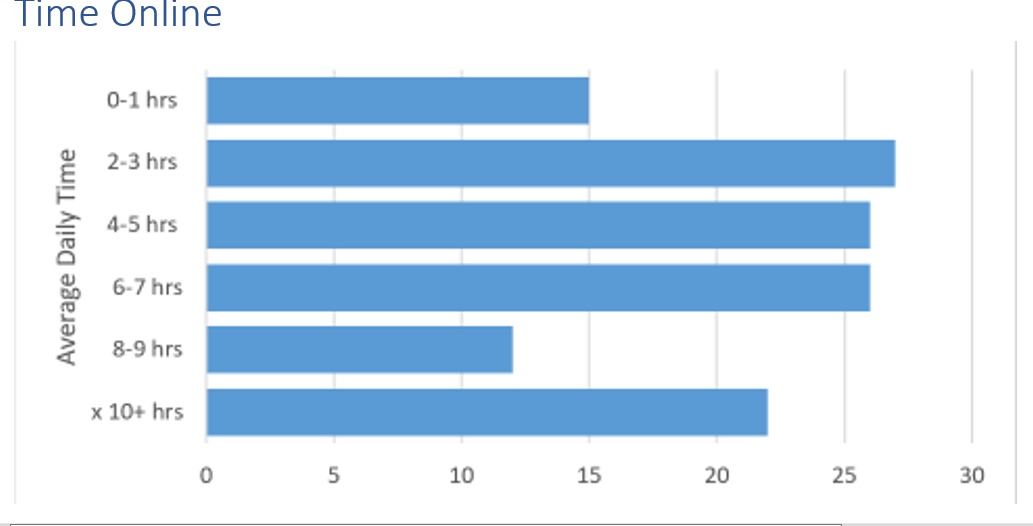 Time Online
Average Daily Time
0-1 hrs
2-3 hrs
4-5 hrs
6-7 hrs
8-9 hrs
x 10+ hrs
0 5 10 15 20 25 30